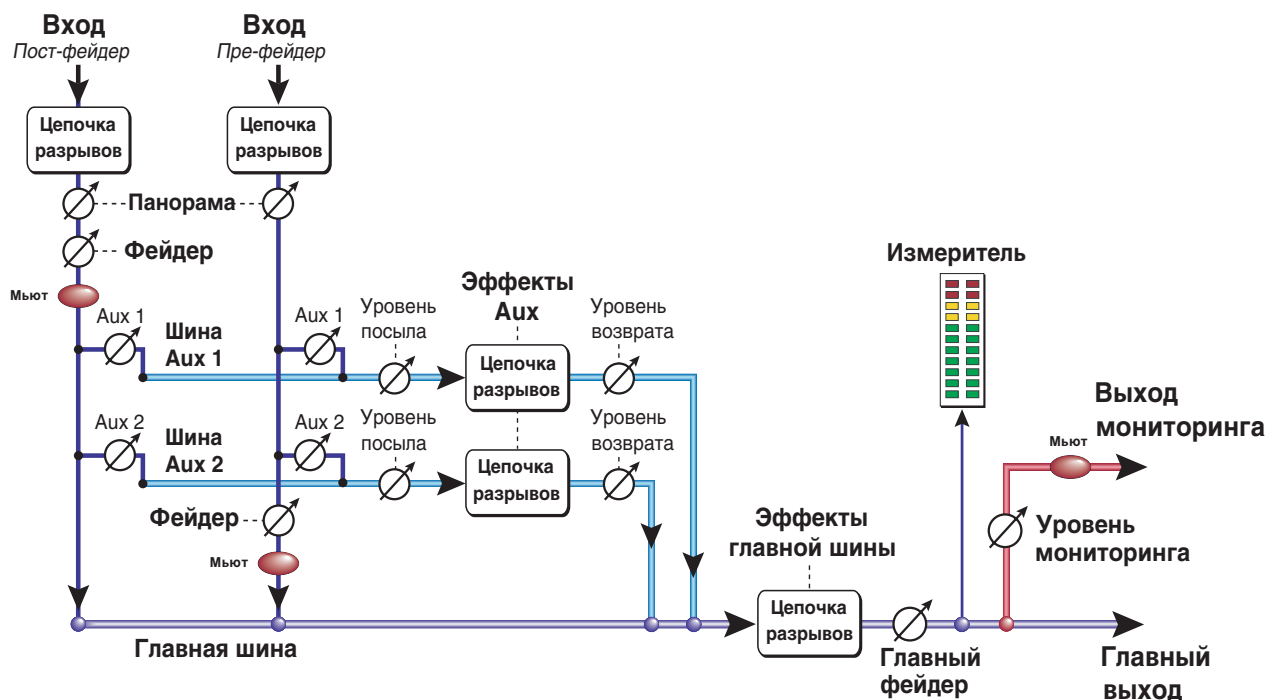 Вход
Пост-фейдер
Вход
Пре-фейдер
Цепочка
разрывов
Цепочка
разрывов
Панорама
Фейдер
Мьют
Aux 1
Шина
Aux 1
Aux 1
Уровень
посыла
Эффекты
Aux
Уровень
возврата
Цепочка
разрывов
Измеритель
Aux 2
Шина
Aux 2
Aux 2
Уровень
посыла
Уровень
возврата
Цепочка
разрывов
Выход
мониторинга
Мьют
Фейдер
Мьют
Эффекты
главной шины
Уровень
мониторинга
Цепочка
разрывов
Главная шина
Главный
фейдер
Главный
выход